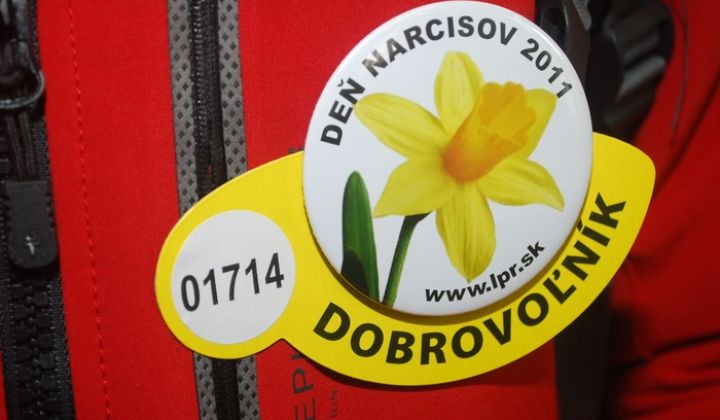 DEŇ NARCISOV 2011
www.lpr.sk
01714
DOBROVOĽNÍK